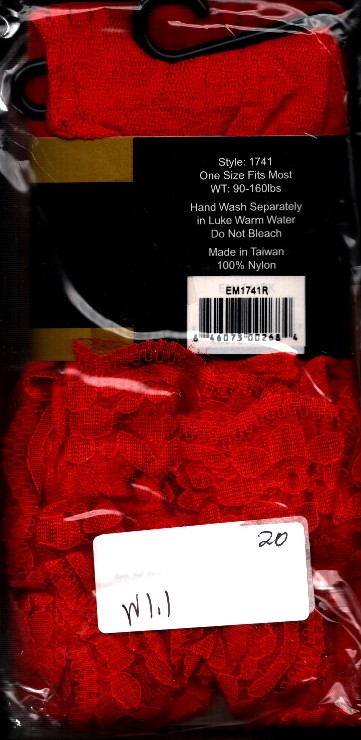 Style: 1741
One Size Fits Most
WT: 90-160lbs
Hand Wash Separately
in Luke Warm Water
Do Not Bleach
Made in Taiwan
100% Nylon
EM1741R
4 46073 00268 4
20
W1.1